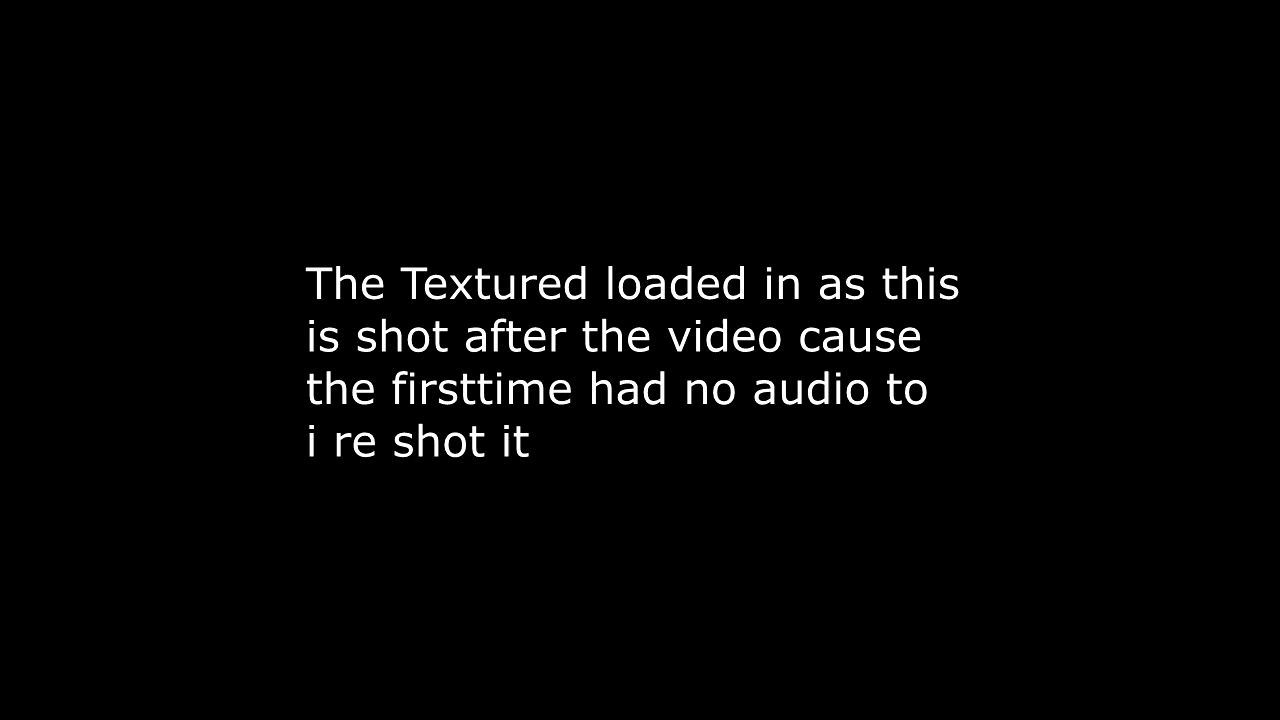 The Textured loaded in as this
is shot after the video cause
the firsttime had no audio to
i re shot it